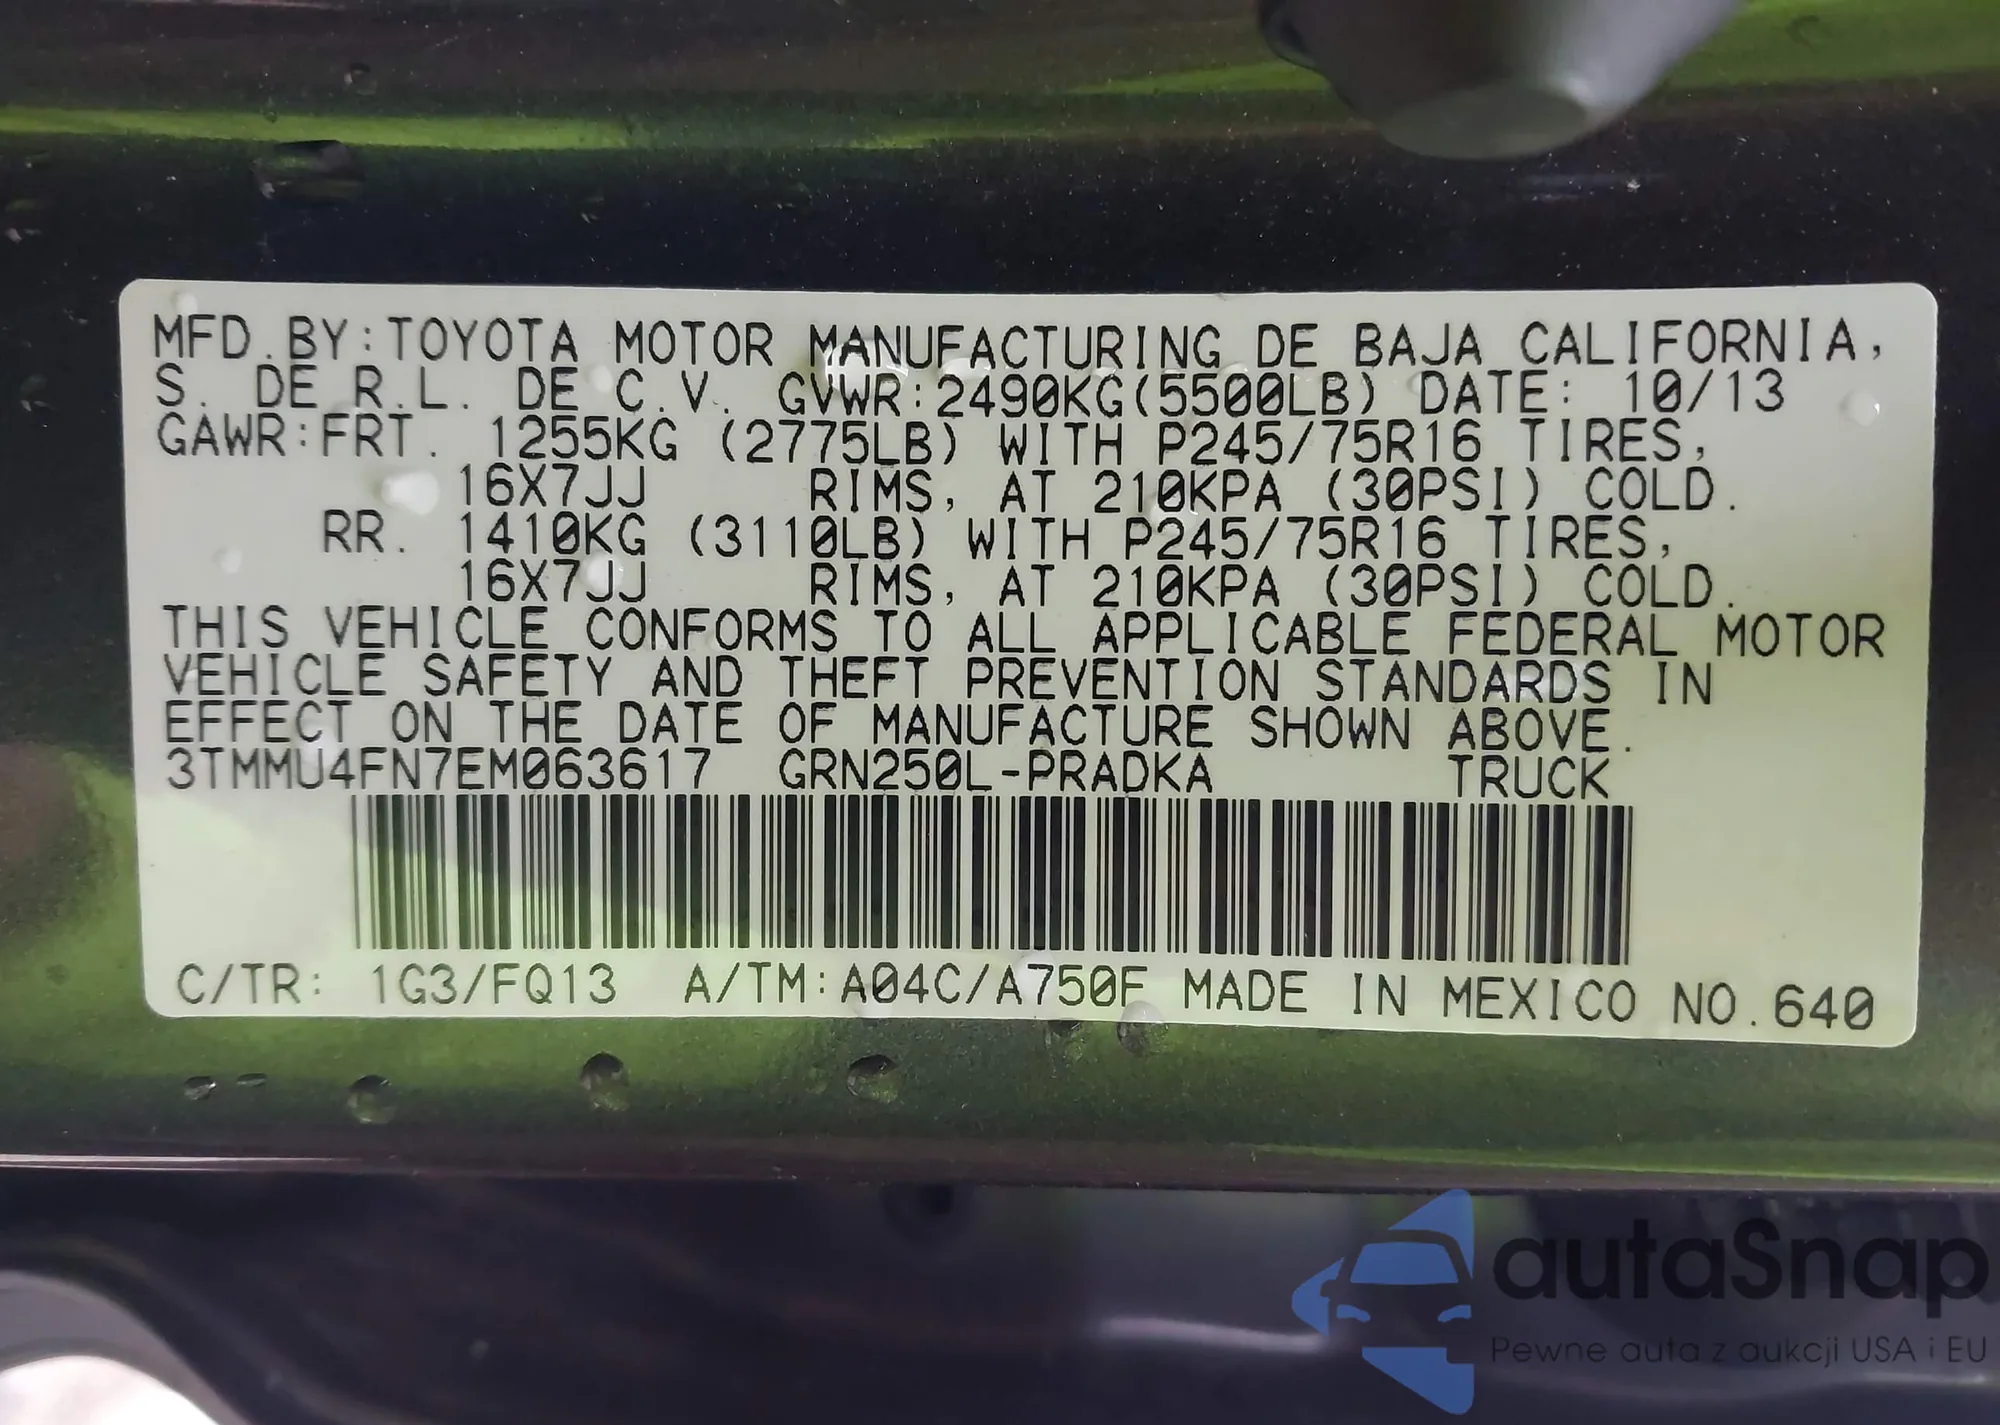 MFD.BY:TOYOTA MOTOR MANUFACTURING DE BAJA CALIFORNIA,
S. DE R.L. DE C.V. GVWR:2490KG(5500LB) DATE: 10/13
GAWR:FRT. 1255KG (2775LB) WITH P245/75R16 TIRES,
16X7JJ RIMS, AT 210KPA (30PSI) COLD.
RR. 1410KG (3110LB) WITH P245/75R16 TIRES,
16X7JJ RIMS, AT 210KPA (30PSI) COLD.
THIS VEHICLE CONFORMS TO ALL APPLICABLE FEDERAL MOTOR
VEHICLE SAFETY AND THEFT PREVENTION STANDARDS IN
EFFECT ON THE DATE OF MANUFACTURE SHOWN ABOVE.
3TMMU4FN7EM063617 GRN250L-PRADKA TRUCK
C/TR: 1G3/FQ13 A/TM:A04C/A750F MADE IN MEXICO NO.640
autaSnap
Pewne auta z aukcji USA i EU